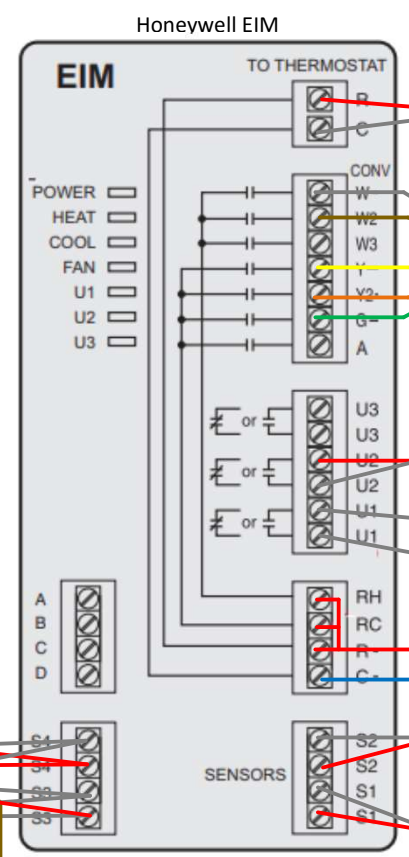 Honeywell EIM
EIM
TO THERMOSTAT
R
C
CONV
POWER
W
HEAT
W2
COOL
W3
FAN
Y
U1
Y2
U2
G
U3
A
U3
or
U3
U2
or
U2
U1
or
U1
A
RH
B
RC
C
R
D
C
S4
S2
S4
S2
SENSORS
S3
S1
S3
S1